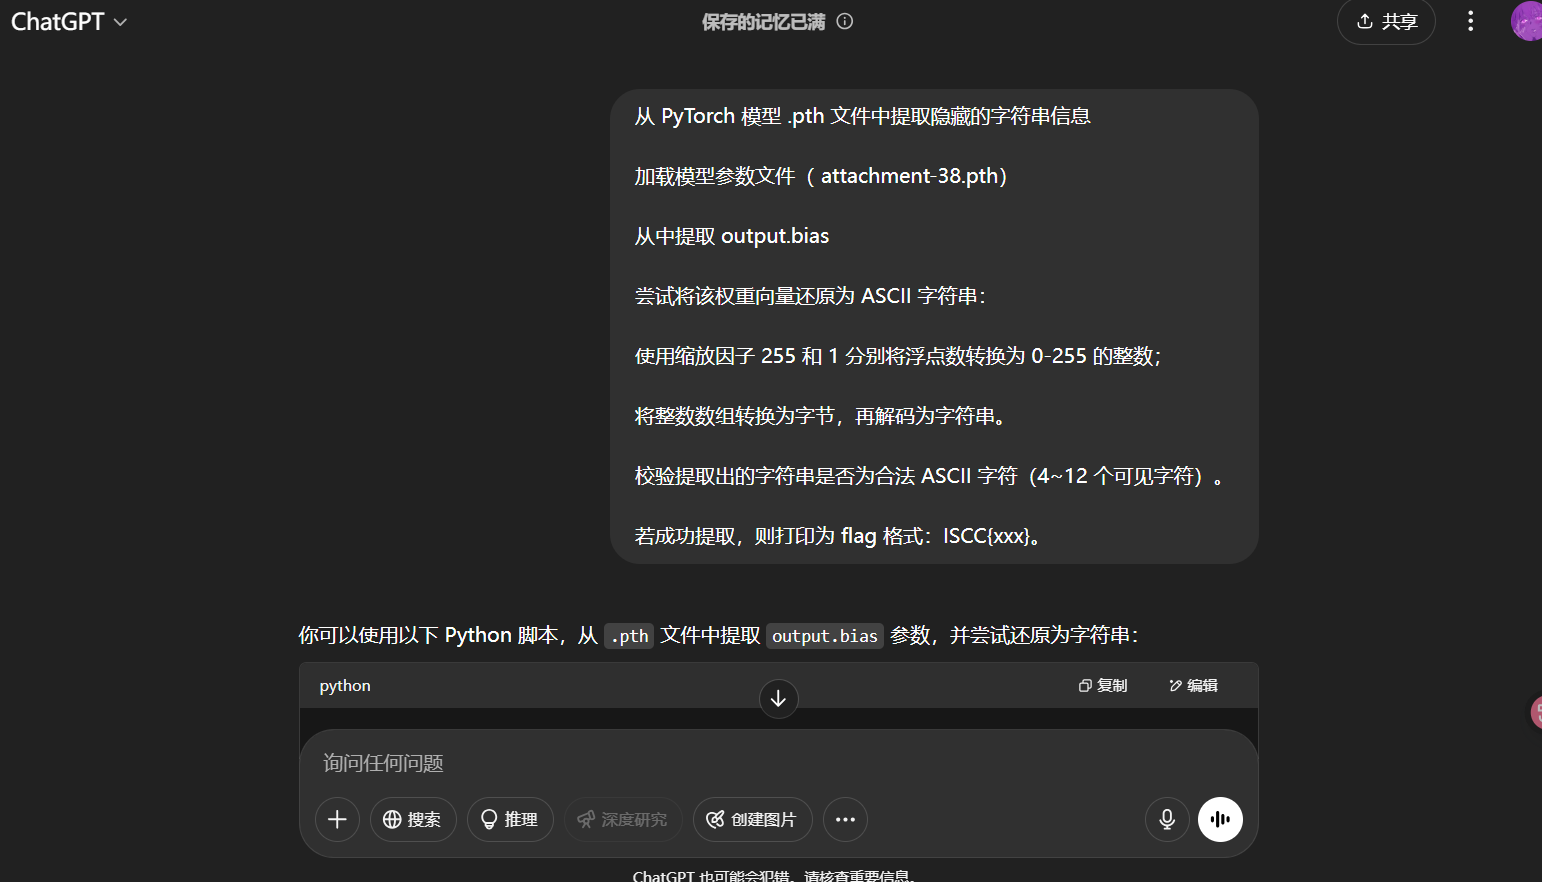 ChatGPT
保存的记忆已满
共享
从 PyTorch 模型 .pth 文件中提取隐藏的字符串信息
加载模型参数文件（ attachment-38.pth）
从中提取 output.bias
尝试将该权重向量还原为 ASCII 字符串：
使用缩放因子 255 和 1 分别将浮点数转换为 0-255 的整数；
将整数数组转换为字节，再解码为字符串。
校验提取出的字符串是否为合法 ASCII 字符（4~12 个可见字符）。
若成功提取，则打印为 flag 格式：ISCC{xxx}。
你可以使用以下 Python 脚本，从 .pth 文件中提取 output.bias 参数，并尝试还原为字符串：
python
复制
编辑
询问任何问题
搜索
推理
深度研究
创建图片
ChatGPT 也可能会犯错。请核查重要信息。